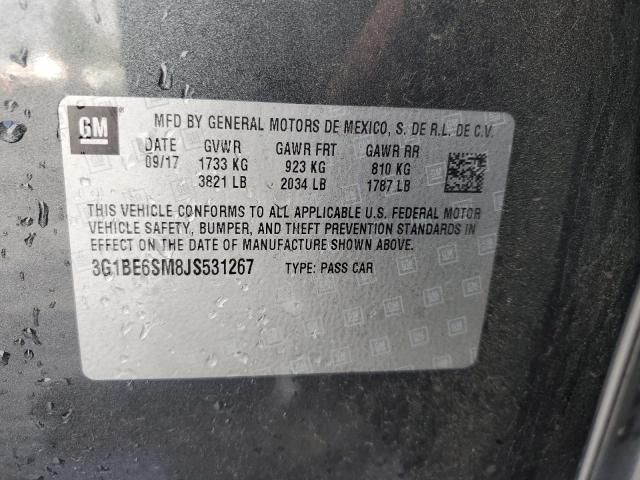 GM
MFD BY GENERAL MOTORS DE MEXICO, S. DE R.L. DE C.V.
DATE GVWR GAWR FRT GAWR RR
09/17 1733 KG 923 KG 810 KG
3821 LB 2034 LB 1787 LB
THIS VEHICLE CONFORMS TO ALL APPLICABLE U.S. FEDERAL MOTOR
VEHICLE SAFETY, BUMPER, AND THEFT PREVENTION STANDARDS IN
EFFECT ON THE DATE OF MANUFACTURE SHOWN ABOVE.
3G1BE6SM8JS531267 TYPE: PASS CAR